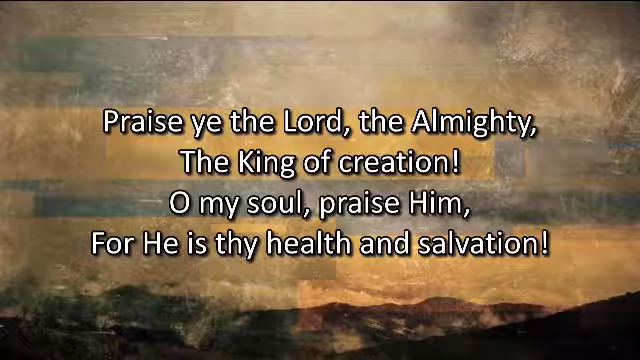 Praise ye the Lord, the Almighty,
The King of creation!
O my soul, praise Him,
For He is thy health and salvation!